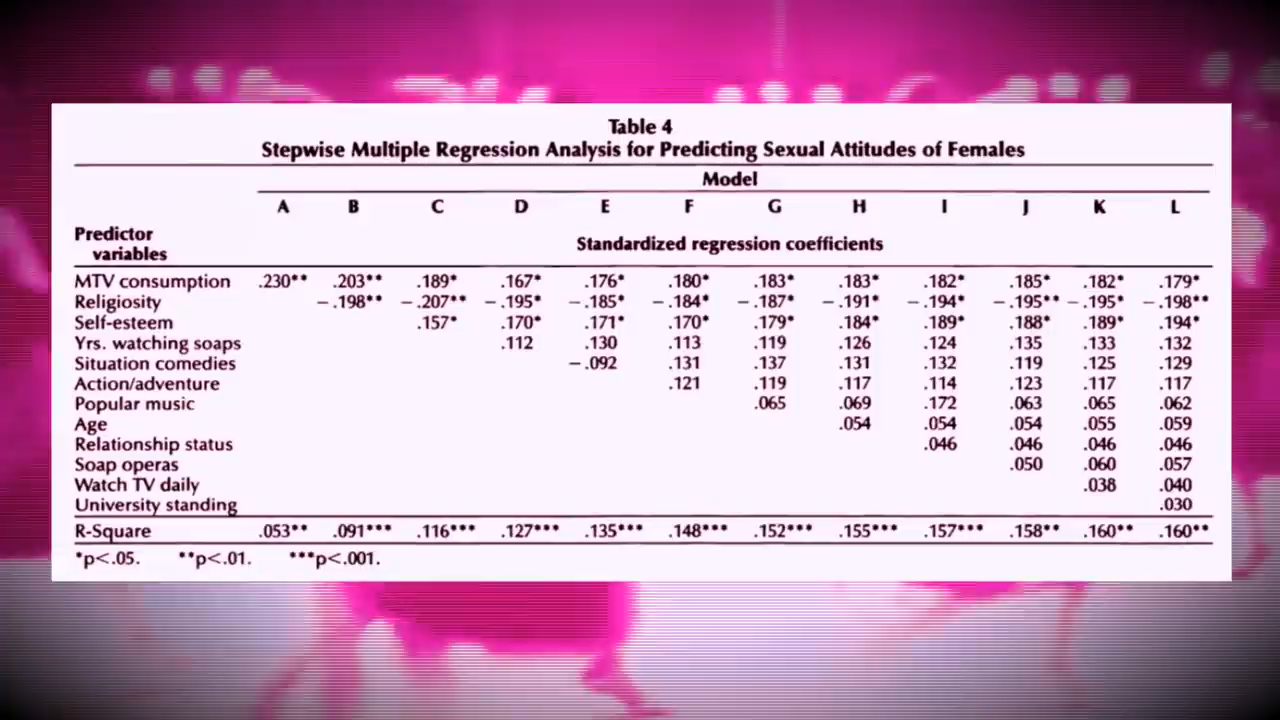 Table 4
Stepwise Multiple Regression Analysis for Predicting Sexual Attitudes of Females
Model
A B C D E F G H I J K L
Predictor
variables
Standardized regression coefficients
MTV consumption .230** .203** .189* .167* .176* .180* .183* .183* .182* .185* .182* .179*
Religiosity –.198** –.207** –.195* –.185* –.184* –.187* –.191* –.194* –.195** –.195* –.198**
Self-esteem .157* .170* .171* .170* .179* .184* .189* .188* .189* .194*
Yrs. watching soaps .112 .130 .113 .119 .126 .124 .135 .133 .132
Situation comedies –.092 .131 .137 .131 .132 .119 .125 .129
Action/adventure .121 .119 .117 .114 .123 .117 .117
Popular music .065 .069 .172 .063 .065 .062
Age .054 .054 .054 .055 .059
Relationship status .046 .046 .046 .046
Soap operas .050 .060 .057
Watch TV daily .038 .040
University standing .030
R-Square .053** .091*** .116*** .127*** .135*** .148*** .152*** .155*** .157*** .158** .160** .160**
*p<.05. **p<.01. ***p<.001.